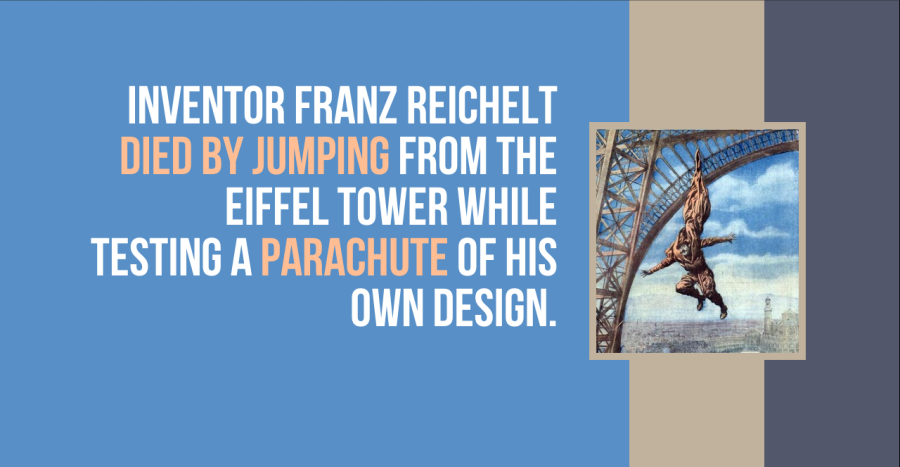 INVENTOR FRANZ REICHELT
DIED BY JUMPING FROM THE
EIFFEL TOWER WHILE
TESTING A PARACHUTE OF HIS
OWN DESIGN.